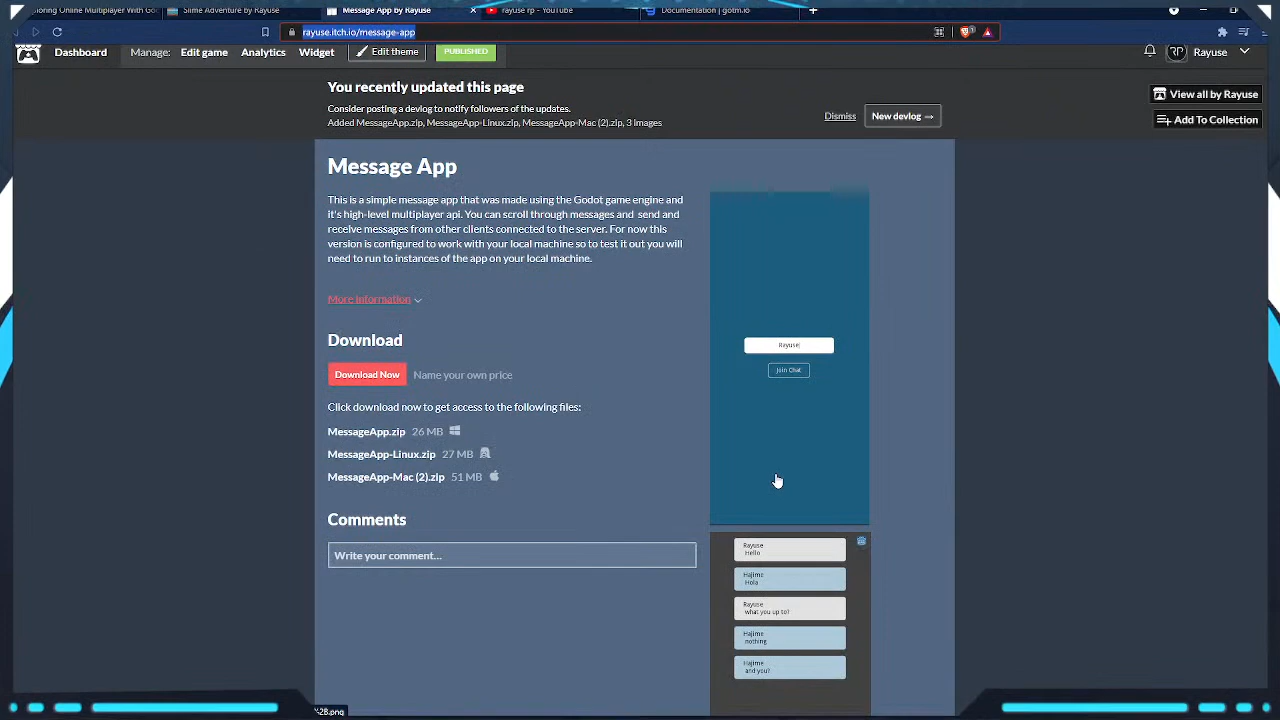 oloring Online Multiplayer With Go
Slime Adventure by Rayuse
Message App by Rayuse
rayuse rp - YouTube
Documentation | gotm.io
rayuse.itch.io/message-app
Dashboard
Manage:
Edit game
Analytics
Widget
Edit theme
PUBLISHED
Rayuse
You recently updated this page
Consider posting a devlog to notify followers of the updates.
Added MessageApp.zip, MessageApp-Linux.zip, MessageApp-Mac (2).zip, 3 images
Dismiss
New devlog →
View all by Rayuse
Add To Collection
Message App
This is a simple message app that was made using the Godot game engine and
it's high-level multiplayer api. You can scroll through messages and send and
receive messages from other clients connected to the server. For now this
version is configured to work with your local machine so to test it out you will
need to run to instances of the app on your local machine.
More information
Download
Download Now
Name your own price
Click download now to get access to the following files:
MessageApp.zip 26 MB
MessageApp-Linux.zip 27 MB
MessageApp-Mac (2).zip 51 MB
Comments
Write your comment...
Rayuse
Join Chat
Rayuse
Hello
Hajime
Hola
Rayuse
what you up to?
Hajime
nothing
Hajime
and you?
%2B.png